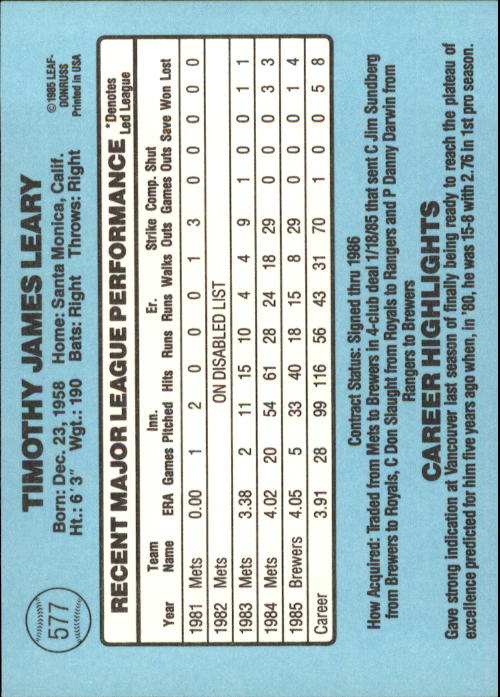 577
TIMOTHY JAMES LEARY
Born: Dec. 23, 1958 Home: Santa Monica, Calif.
Ht.: 6'3" Wgt.: 190 Bats: Right Throws: Right
© 1985 LEAF-
DONRUSS
Printed in USA
RECENT MAJOR LEAGUE PERFORMANCE *Denotes
Led League
Team Inn. Er. Strike Comp. Shut
Year Name ERA Games Pitched Hits Runs Runs Walks Outs Games Outs Save Won Lost
1981 Mets 0.00 1 2 0 0 0 1 3 0 0 0 0 0
1982 Mets ON DISABLED LIST
1983 Mets 3.38 2 11 15 10 4 4 9 1 0 0 1 1
1984 Mets 4.02 20 54 61 28 24 18 29 0 0 0 3 3
1985 Brewers 4.05 5 33 40 18 15 8 29 0 0 0 1 4
Career 3.91 28 99 116 56 43 31 70 1 0 0 5 8
Contract Status: Signed thru 1986
How Acquired: Traded from Mets to Brewers in 4-club deal 1/18/85 that sent C Jim Sundberg
from Brewers to Royals, C Don Slaught from Royals to Rangers and P Danny Darwin from
Rangers to Brewers
CAREER HIGHLIGHTS
Gave strong indication at Vancouver last season of finally being ready to reach the plateau of
excellence predicted for him five years ago when, in '80, he was 15-8 with 2.76 in 1st pro season.